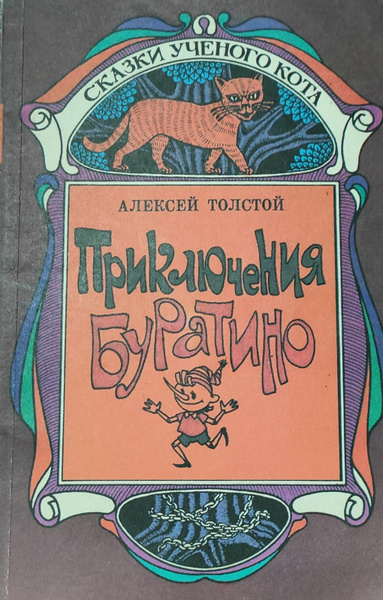 СКАЗКИ УЧЕНОГО КОТА
АЛЕКСЕЙ ТОЛСТОЙ
ПРИКЛЮЧЕНИЯ
БУРАТИНО